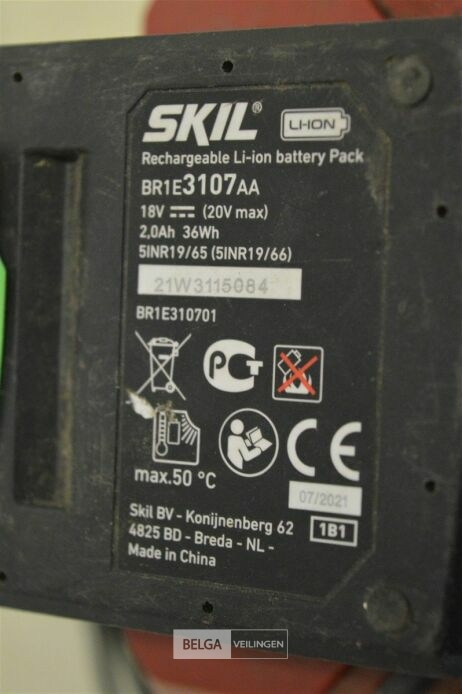 SKIL®
LI-ION
Rechargeable Li-ion battery Pack
BR1E3107AA
18V (20V max)
2,0Ah 36Wh
5INR19/65 (5INR19/66)
21W3115084
BR1E310701
PCT
CE
max.50 °C
07/2021
Skil BV - Konijnenberg 62
4825 BD - Breda - NL -
1B1
Made in China
BELGA VEILINGEN